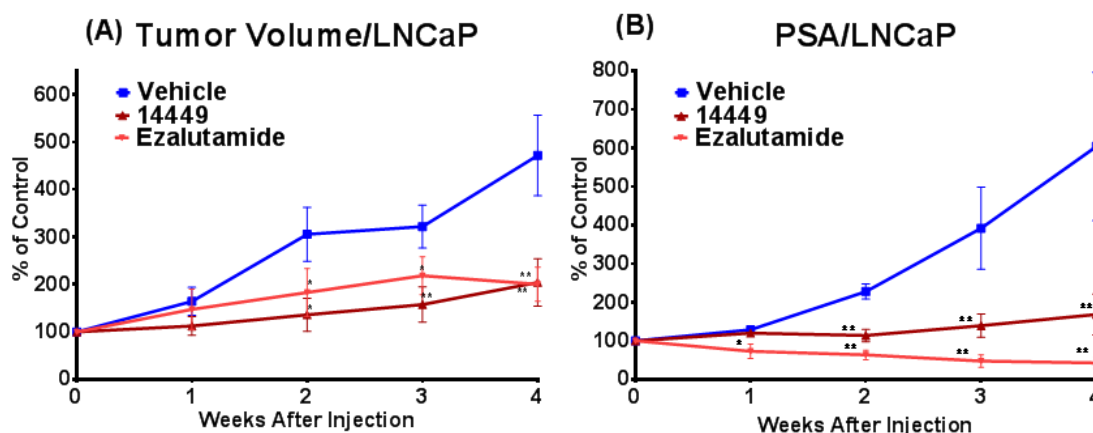 (A) Tumor Volume/LNCaP
600
500
400
300
200
100
0
% of Control
Vehicle
14449
Ezalutamide
*
*
*
**
**
**
0 1 2 3 4
Weeks After Injection
(B) PSA/LNCaP
800
700
600
500
400
300
200
100
0
% of Control
Vehicle
14449
Ezalutamide
*
**
**
**
**
**
**
0 1 2 3 4
Weeks After Injection